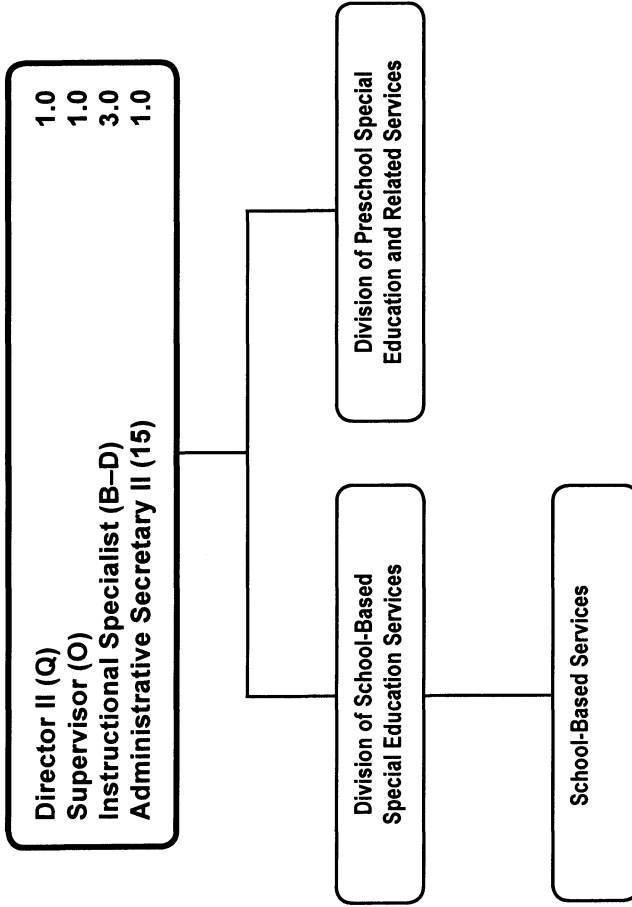 Director II (Q) 1.0
Supervisor (O) 1.0
Instructional Specialist (B–D) 3.0
Administrative Secretary II (15) 1.0
Division of School-Based
Special Education Services
Division of Preschool Special
Education and Related Services
School-Based Services